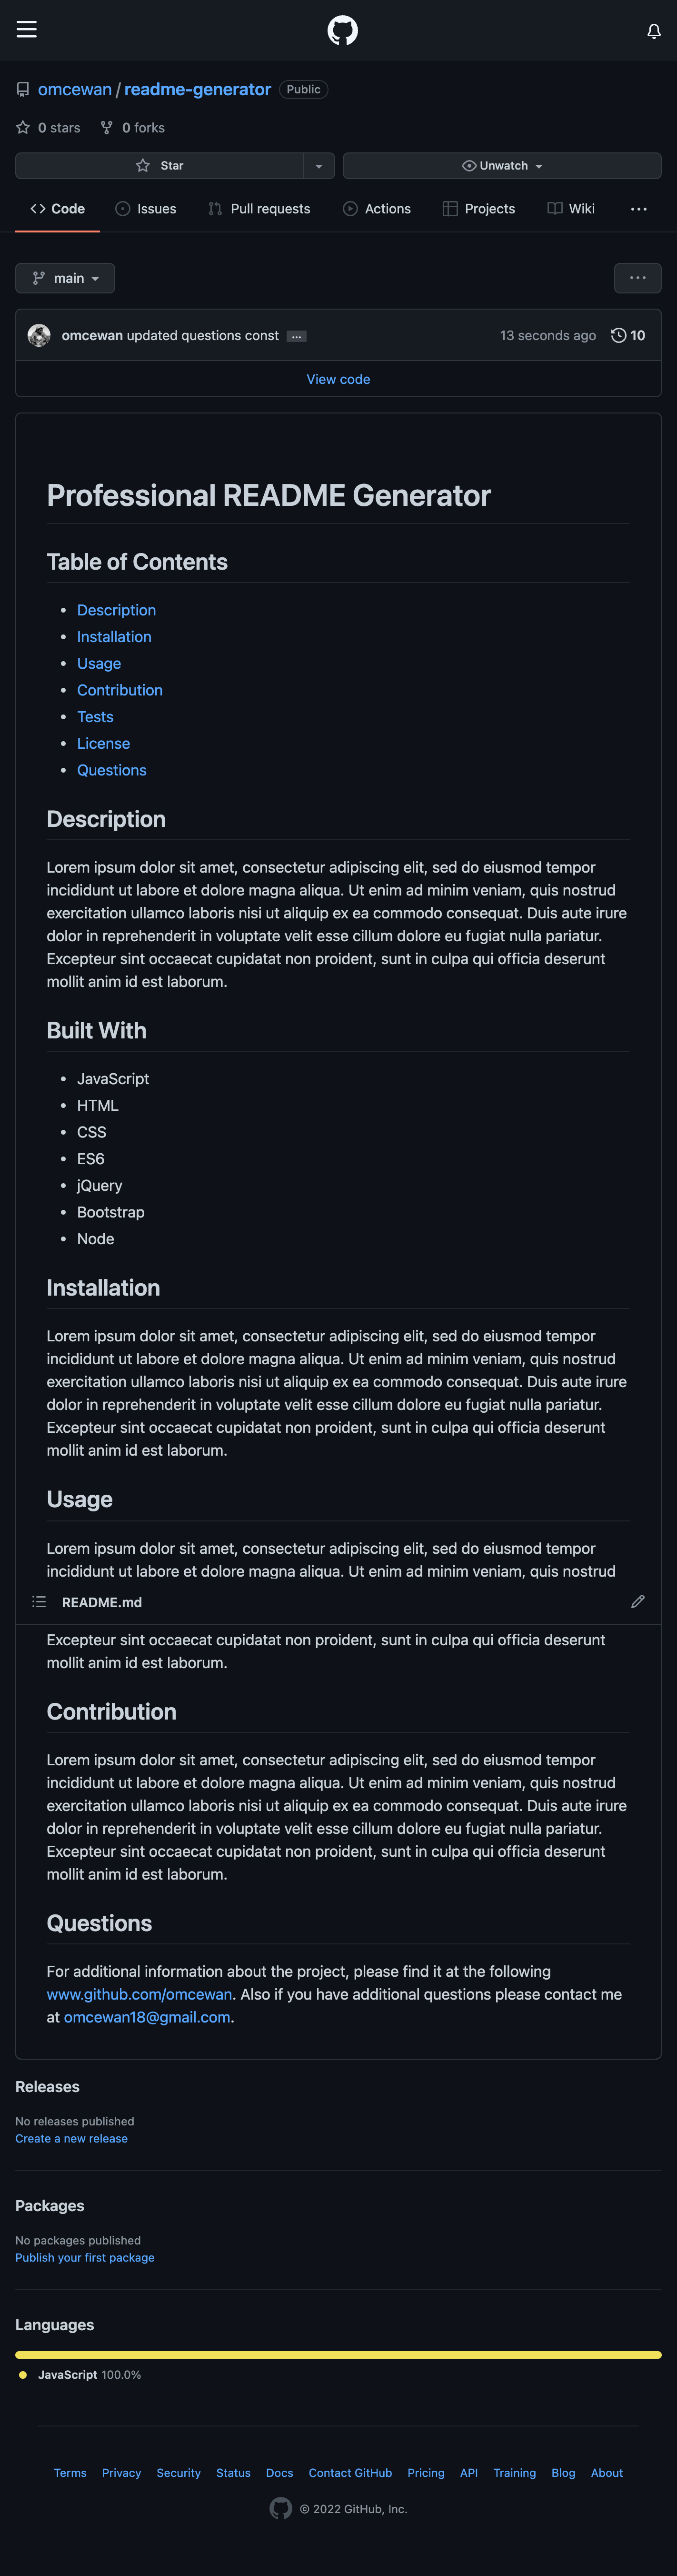 omcewan / readme-generator Public
0 stars 0 forks
Star Unwatch
Code Issues Pull requests Actions Projects Wiki ...
main ...
omcewan updated questions const ... 13 seconds ago 10
View code
Professional README Generator
Table of Contents
• Description
• Installation
• Usage
• Contribution
• Tests
• License
• Questions
Description
Lorem ipsum dolor sit amet, consectetur adipiscing elit, sed do eiusmod tempor
incididunt ut labore et dolore magna aliqua. Ut enim ad minim veniam, quis nostrud
exercitation ullamco laboris nisi ut aliquip ex ea commodo consequat. Duis aute irure
dolor in reprehenderit in voluptate velit esse cillum dolore eu fugiat nulla pariatur.
Excepteur sint occaecat cupidatat non proident, sunt in culpa qui officia deserunt
mollit anim id est laborum.
Built With
• JavaScript
• HTML
• CSS
• ES6
• jQuery
• Bootstrap
• Node
Installation
Lorem ipsum dolor sit amet, consectetur adipiscing elit, sed do eiusmod tempor
incididunt ut labore et dolore magna aliqua. Ut enim ad minim veniam, quis nostrud
exercitation ullamco laboris nisi ut aliquip ex ea commodo consequat. Duis aute irure
dolor in reprehenderit in voluptate velit esse cillum dolore eu fugiat nulla pariatur.
Excepteur sint occaecat cupidatat non proident, sunt in culpa qui officia deserunt
mollit anim id est laborum.
Usage
Lorem ipsum dolor sit amet, consectetur adipiscing elit, sed do eiusmod tempor
incididunt ut labore et dolore magna aliqua. Ut enim ad minim veniam, quis nostrud
README.md
Excepteur sint occaecat cupidatat non proident, sunt in culpa qui officia deserunt
mollit anim id est laborum.
Contribution
Lorem ipsum dolor sit amet, consectetur adipiscing elit, sed do eiusmod tempor
incididunt ut labore et dolore magna aliqua. Ut enim ad minim veniam, quis nostrud
exercitation ullamco laboris nisi ut aliquip ex ea commodo consequat. Duis aute irure
dolor in reprehenderit in voluptate velit esse cillum dolore eu fugiat nulla pariatur.
Excepteur sint occaecat cupidatat non proident, sunt in culpa qui officia deserunt
mollit anim id est laborum.
Questions
For additional information about the project, please find it at the following
www.github.com/omcewan. Also if you have additional questions please contact me
at omcewan18@gmail.com.
Releases
No releases published
Create a new release
Packages
No packages published
Publish your first package
Languages
JavaScript 100.0%
Terms Privacy Security Status Docs Contact GitHub Pricing API Training Blog About
© 2022 GitHub, Inc.